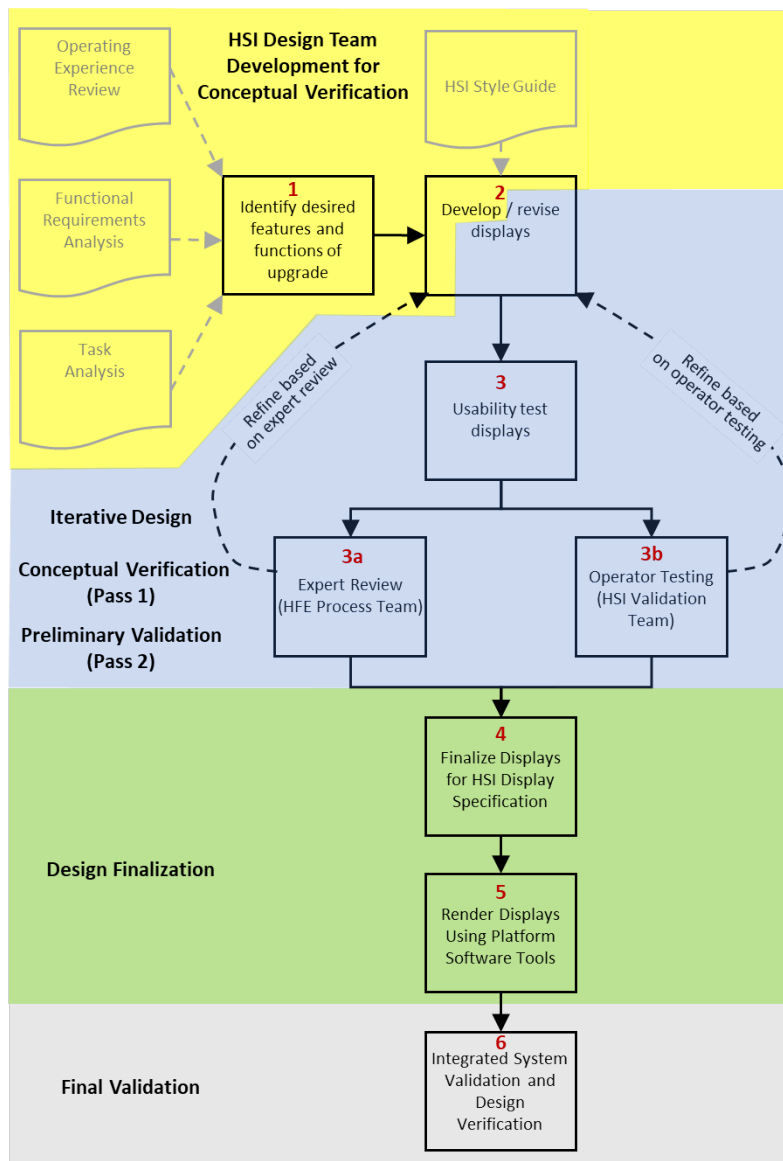 Operating
Experience
Review
HSI Design Team
Development for
Conceptual Verification
HSI Style Guide
Functional
Requirements
Analysis
1
Identify desired
features and
functions of
upgrade
2
Develop / revise
displays
Task
Analysis
Refine based
on expert review
3
Usability test
displays
Refine based
on operator testing
Iterative Design
Conceptual Verification
(Pass 1)
Preliminary Validation
(Pass 2)
3a
Expert Review
(HFE Process Team)
3b
Operator Testing
(HSI Validation
Team)
4
Finalize Displays
for HSI Display
Specification
Design Finalization
5
Render Displays
Using Platform
Software Tools
Final Validation
6
Integrated System
Validation and
Design
Verification